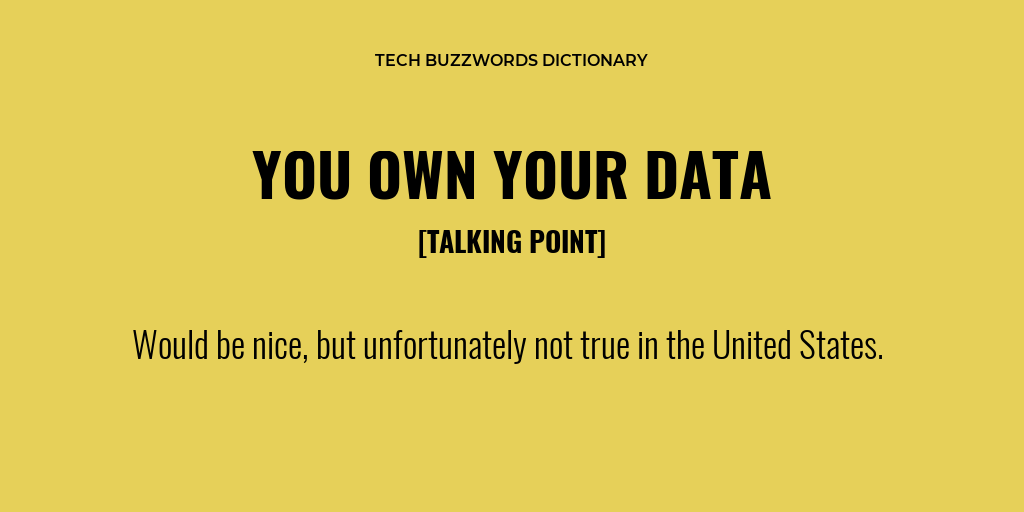 TECH BUZZWORDS DICTIONARY
YOU OWN YOUR DATA
[TALKING POINT]
Would be nice, but unfortunately not true in the United States.